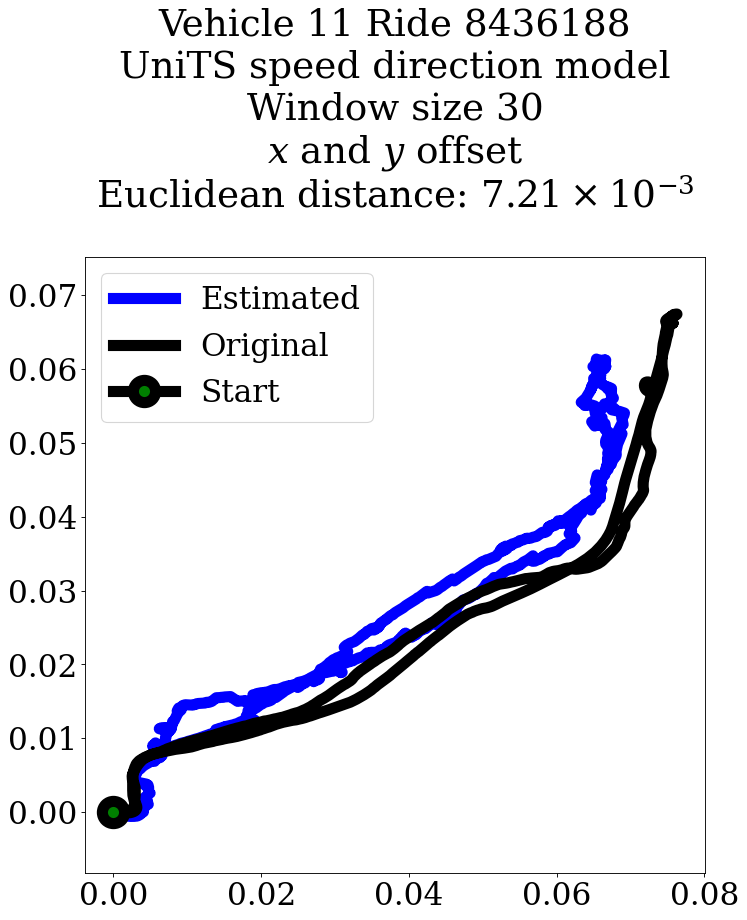 Vehicle 11 Ride 8436188
UniTS speed direction model
Window size 30
x and y offset
Euclidean distance: 7.21 × 10⁻³
Estimated
Original
Start
0.07
0.06
0.05
0.04
0.03
0.02
0.01
0.00
0.00 0.02 0.04 0.06 0.08